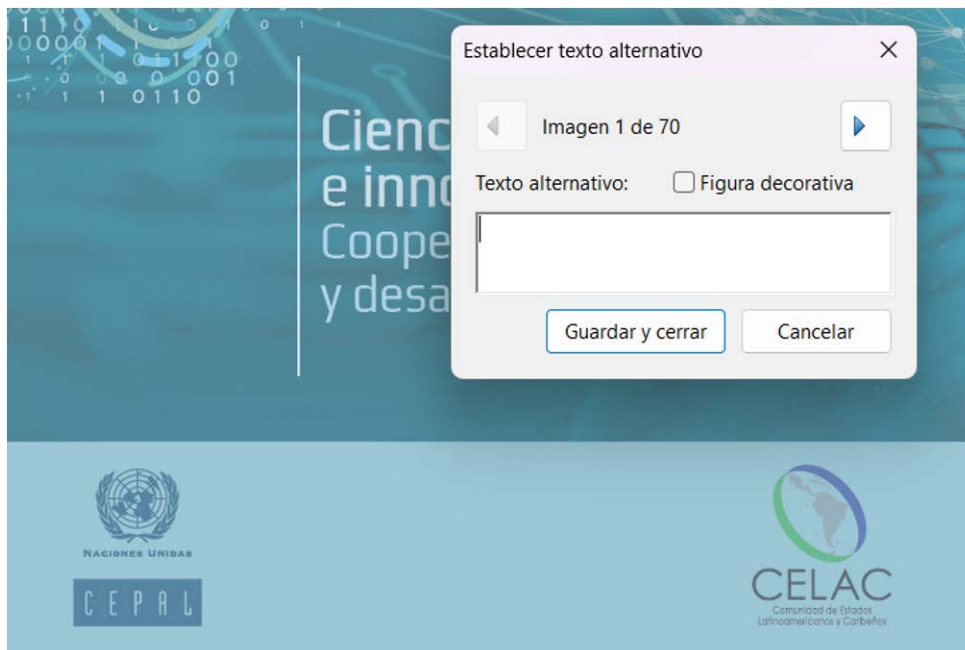 Establecer texto alternativo
Imagen 1 de 70
Texto alternativo:
Figura decorativa
Guardar y cerrar
Cancelar
Cienc
e inno
Coope
y desa
NACIONES UNIDAS
CEPAL
CELAC
Comunidad de Estados
Latinoamericanos y Caribeños